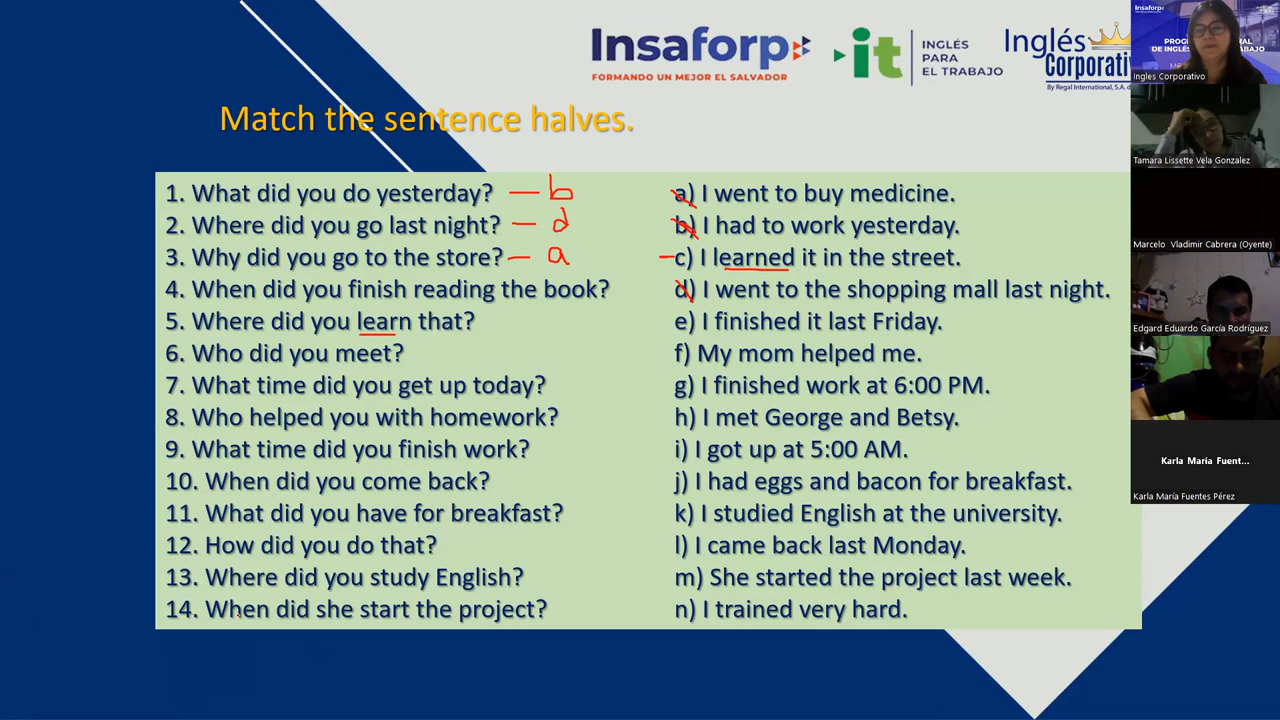 Insaforp
FORMANDO UN MEJOR EL SALVADOR
it
INGLÉS
PARA
EL TRABAJO
Inglés
Corporativ
By Regal International, S.A. d
Match the sentence halves.
1. What did you do yesterday? — b
2. Where did you go last night? — d
3. Why did you go to the store? — a
4. When did you finish reading the book?
5. Where did you learn that?
6. Who did you meet?
7. What time did you get up today?
8. Who helped you with homework?
9. What time did you finish work?
10. When did you come back?
11. What did you have for breakfast?
12. How did you do that?
13. Where did you study English?
14. When did she start the project?
a) I went to buy medicine.
b) I had to work yesterday.
c) I learned it in the street.
d) I went to the shopping mall last night.
e) I finished it last Friday.
f) My mom helped me.
g) I finished work at 6:00 PM.
h) I met George and Betsy.
i) I got up at 5:00 AM.
j) I had eggs and bacon for breakfast.
k) I studied English at the university.
l) I came back last Monday.
m) She started the project last week.
n) I trained very hard.
Insaforp
Ingles Corporativo
Tamara Lissette Vela Gonzalez
Marcelo Vladimir Cabrera (Oyente)
Edgard Eduardo García Rodríguez
Karla María Fuent...
Karla María Fuentes Pérez